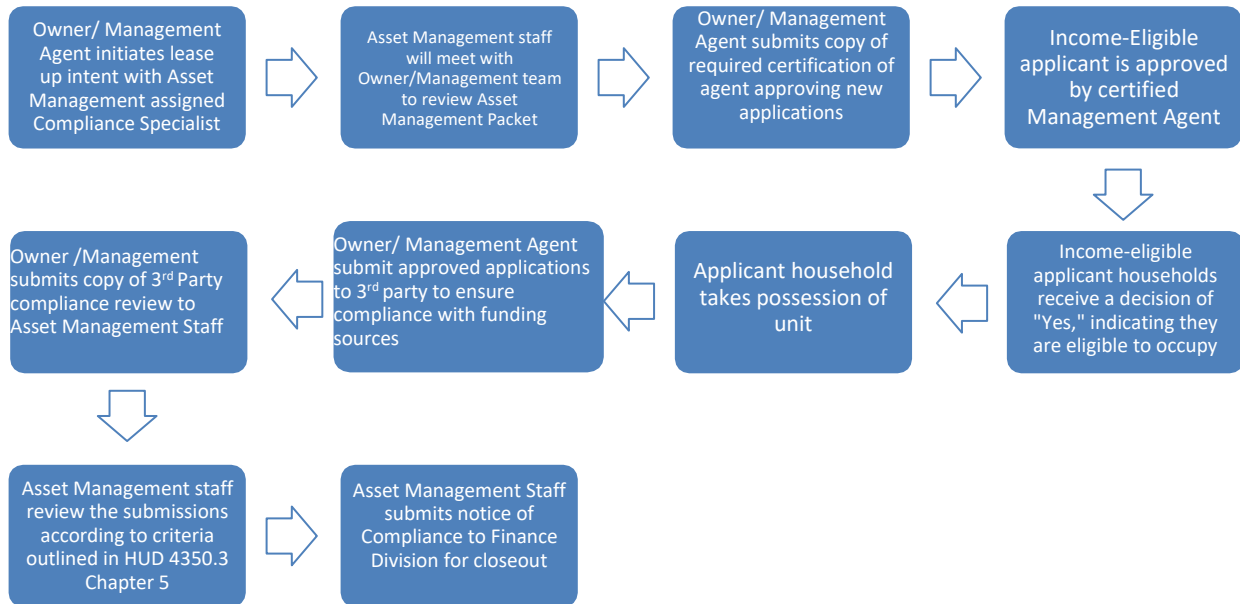 Owner/ Management
Agent initiates lease
up intent with Asset
Management assigned
Compliance Specialist
Asset Management staff
will meet with
Owner/Management team
to review Asset
Management Packet
Owner/ Management
Agent submits copy of
required certification of
agent approving new
applications
Income-Eligible
applicant is approved
by certified
Management Agent
Income-eligible
applicant households
receive a decision of
"Yes," indicating they
are eligible to occupy
Applicant household
takes possession of
unit
Owner/ Management Agent
submit approved applications
to 3rd party to ensure
compliance with funding
sources
Owner /Management
submits copy of 3rd Party
compliance review to
Asset Management Staff
Asset Management staff
review the submissions
according to criteria
outlined in HUD 4350.3
Chapter 5
Asset Management Staff
submits notice of
Compliance to Finance
Division for closeout